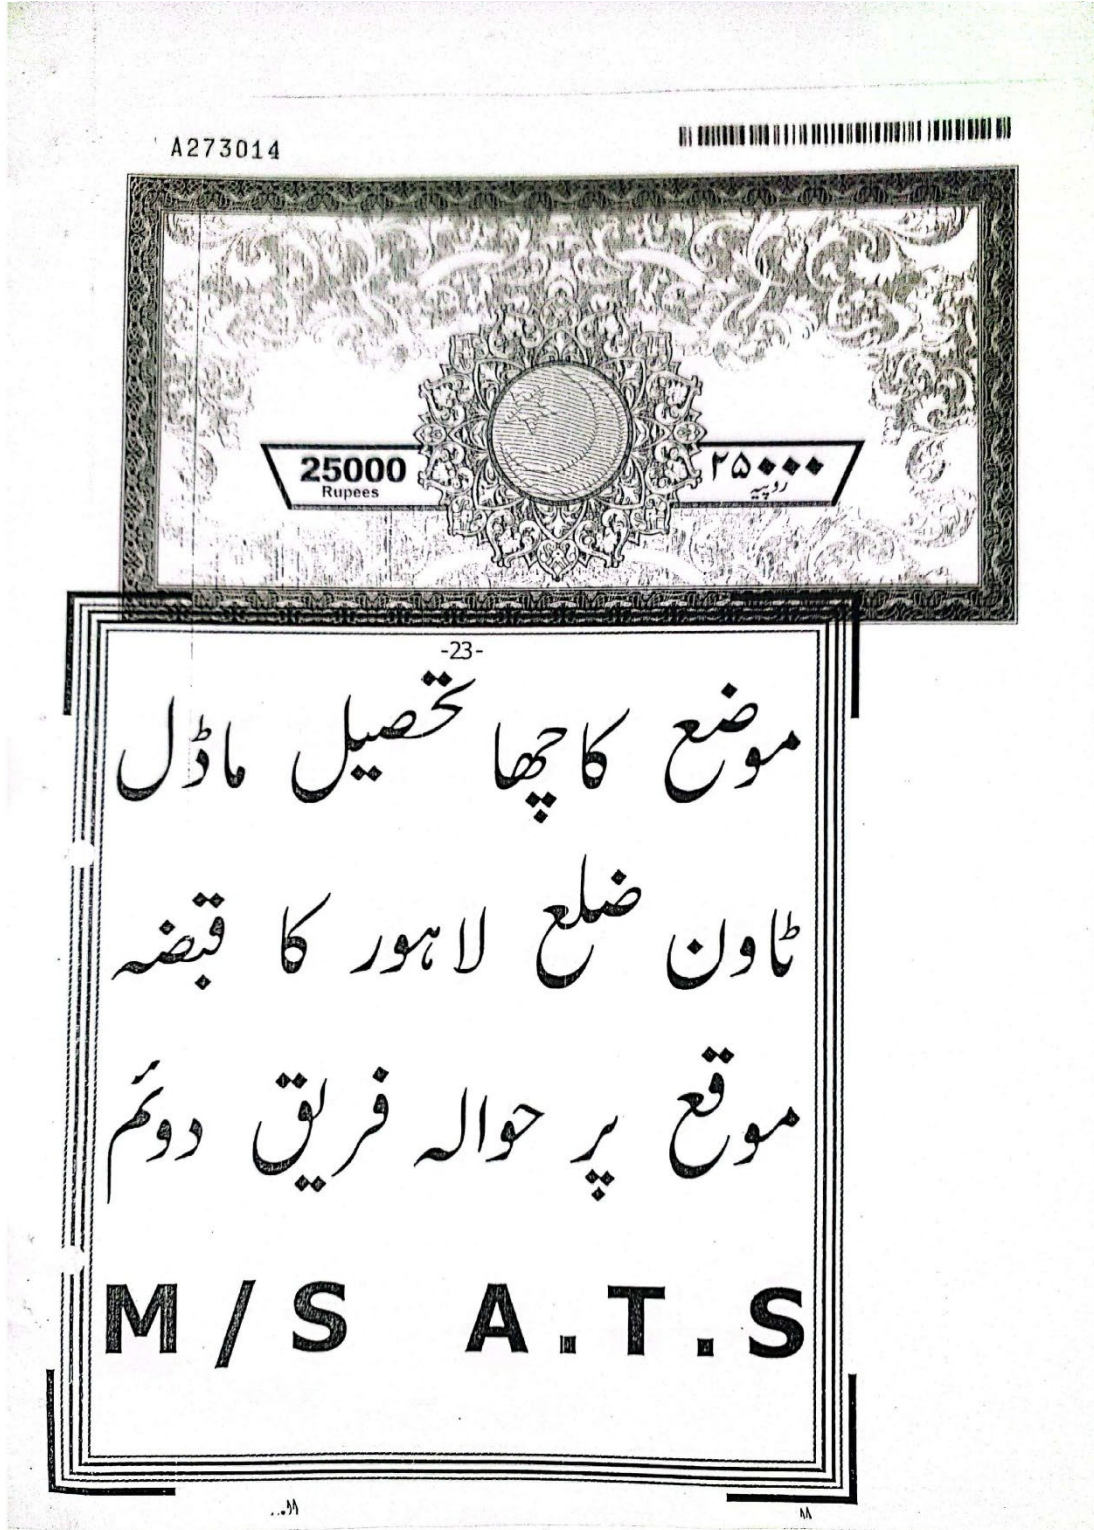 A273014
25000
Rupees
۲۵۰۰۰
روپیہ
-23-
موضع کاچھا تحصیل ماڈل
ٹاون ضلع لاہور کا قبضہ
موقع پر حوالہ فریق دوئم
M/S A.T.S